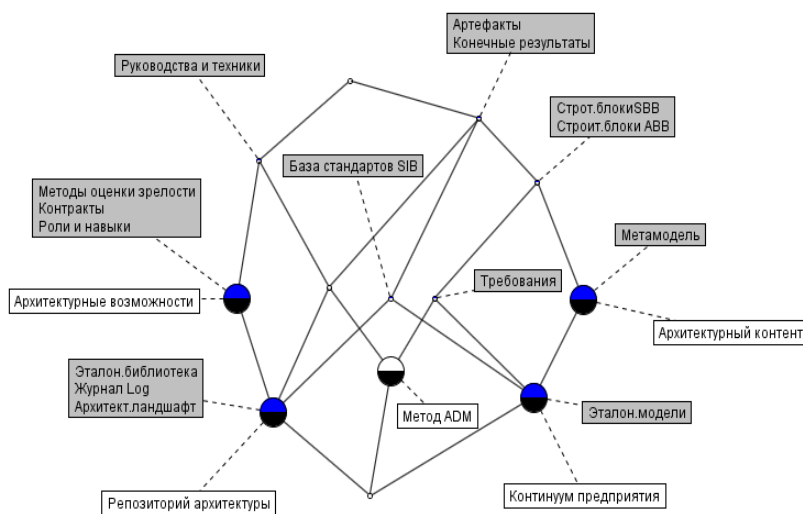 Артефакты
Конечные результаты
Руководства и техники
Строт.блокиSBB
Строит.блоки ABB
База стандартов SIB
Методы оценки зрелости
Контракты
Роли и навыки
Метамодель
Требования
Архитектурные возможности
Архитектурный контент
Эталон.библиотека
Журнал Log
Архитект.ландшафт
Метод ADM
Эталон.модели
Репозиторий архитектуры
Континуум предприятия